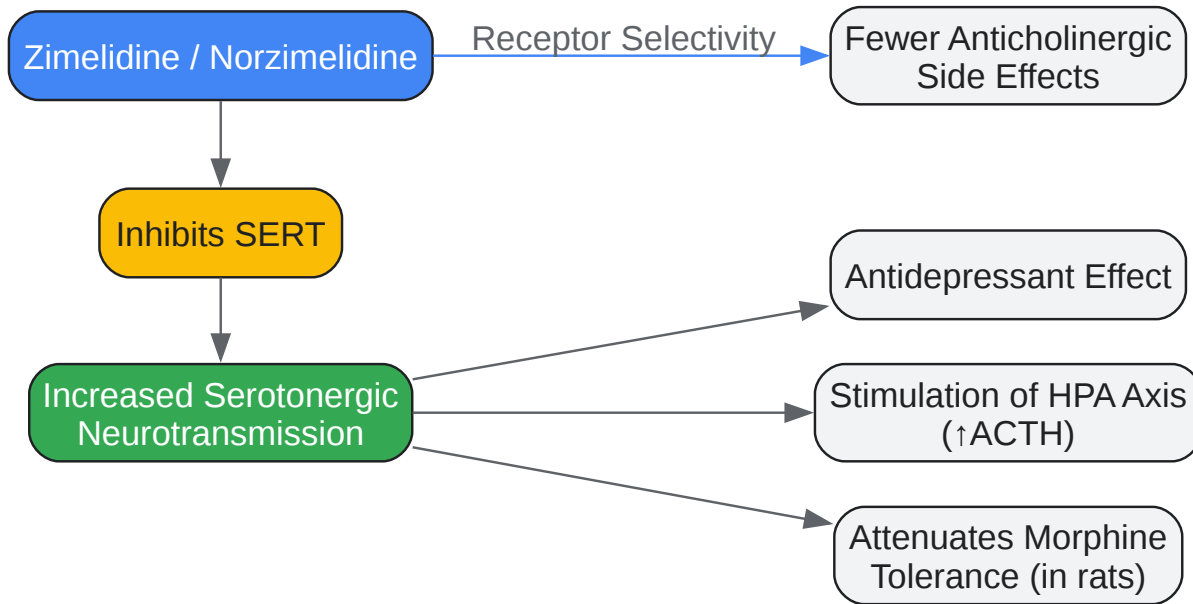 Zimelidine / Norzimelidine
Receptor Selectivity
Fewer Anticholinergic
Side Effects
Inhibits SERT
Increased Serotonergic
Neurotransmission
Antidepressant Effect
Stimulation of HPA Axis
(↑ACTH)
Attenuates Morphine
Tolerance (in rats)